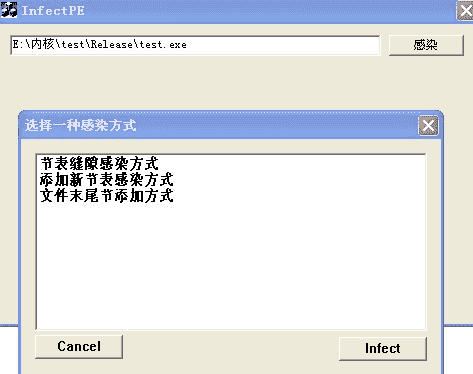 InfectPE
E:\内核\test\Release\test.exe
感染
选择一种感染方式
节表缝隙感染方式
添加新节表感染方式
文件末尾节添加方式
Cancel
Infect